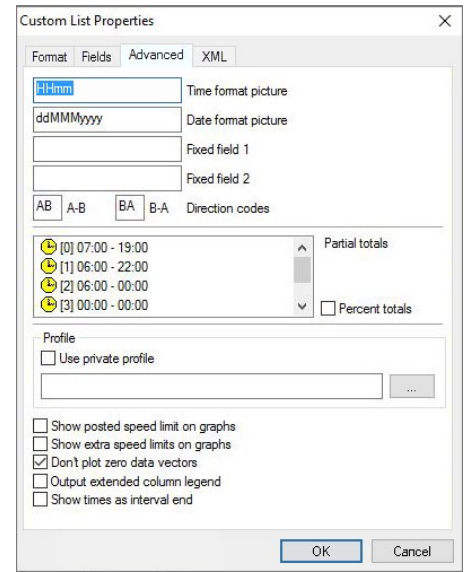 Custom List Properties
Format Fields Advanced XML
HHmm Time format picture
ddMMMyyyy Date format picture
Fixed field 1
Fixed field 2
AB A-B BA B-A Direction codes
[0] 07:00 - 19:00 Partial totals
[1] 06:00 - 22:00
[2] 06:00 - 00:00
[3] 00:00 - 00:00 Percent totals
Profile
Use private profile
...
Show posted speed limit on graphs
Show extra speed limits on graphs
Don't plot zero data vectors
Output extended column legend
Show times as interval end
OK Cancel